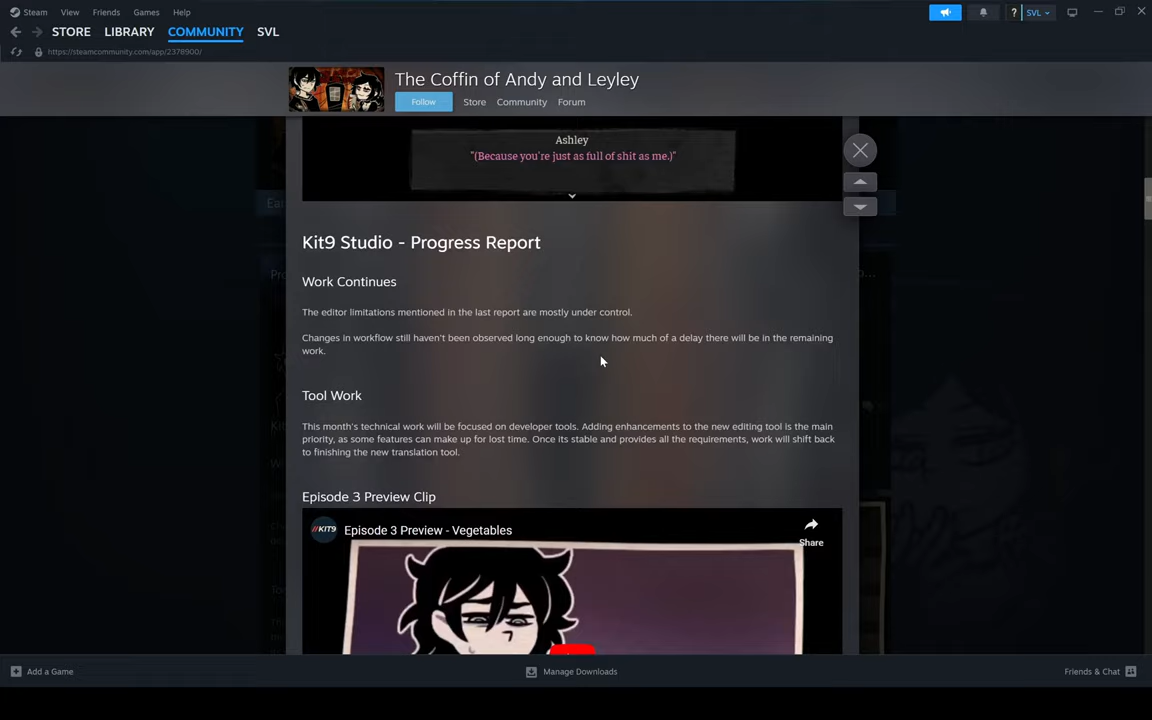 Steam View Friends Games Help
? SVL
STORE LIBRARY COMMUNITY SVL
https://steamcommunity.com/app/2378900/
The Coffin of Andy and Leyley
Follow Store Community Forum
Ashley
"(Because you're just as full of shit as me.)"
Kit9 Studio - Progress Report
Work Continues
The editor limitations mentioned in the last report are mostly under control.
Changes in workflow still haven't been observed long enough to know how much of a delay there will be in the remaining
work.
Tool Work
This month's technical work will be focused on developer tools. Adding enhancements to the new editing tool is the main
priority, as some features can make up for lost time. Once its stable and provides all the requirements, work will shift back
to finishing the new translation tool.
Episode 3 Preview Clip
//KIT9 Episode 3 Preview - Vegetables
Share
Add a Game Manage Downloads Friends & Chat